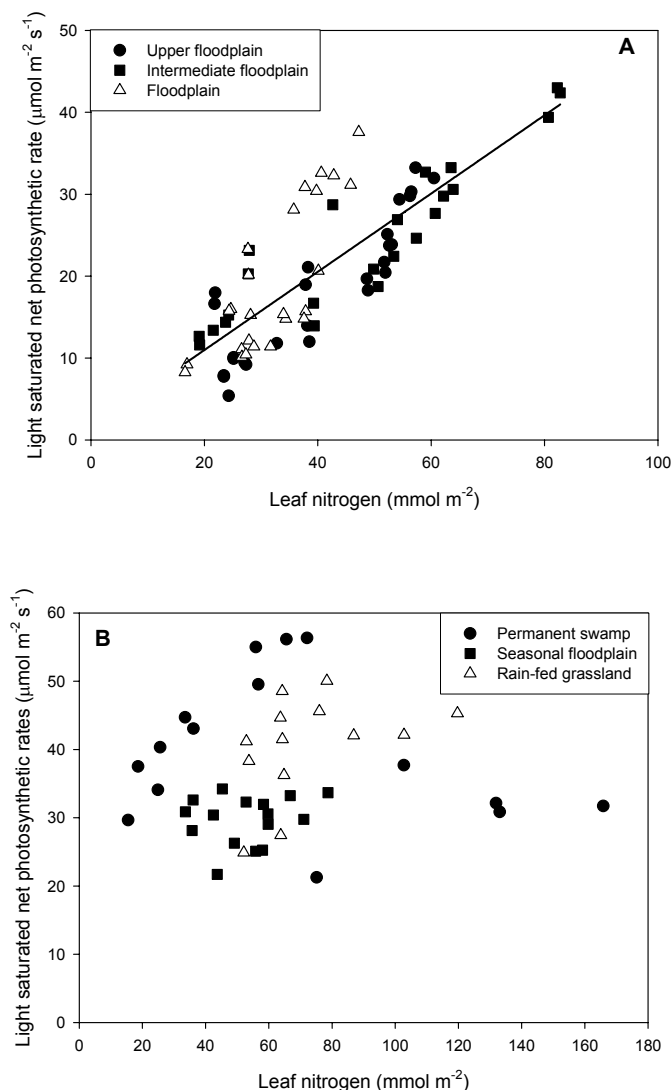 A
Upper floodplain
Intermediate floodplain
Floodplain
Light saturated net photosynthetic rate (μmol m-2 s-1)
50
40
30
20
10
0
0 20 40 60 80 100
Leaf nitrogen (mmol m-2)
B
Permanent swamp
Seasonal floodplain
Rain-fed grassland
Light saturated net photosynthetic rates (μmol m-2 s-1)
60
50
40
30
20
10
0
0 20 40 60 80 100 120 140 160 180
Leaf nitrogen (mmol m-2)